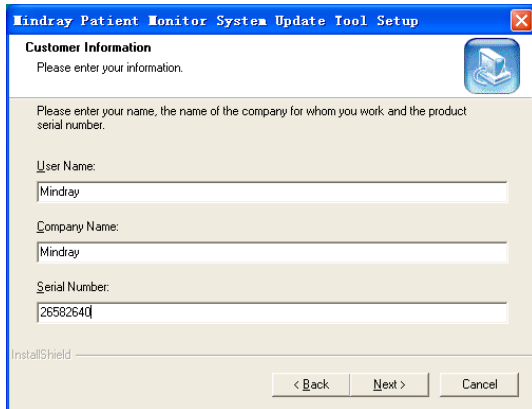 Mindray Patient Monitor System Update Tool Setup
Customer Information
Please enter your information.
Please enter your name, the name of the company for whom you work and the product
serial number.
User Name:
Mindray
Company Name:
Mindray
Serial Number:
26582640
InstallShield
< Back
Next >
Cancel